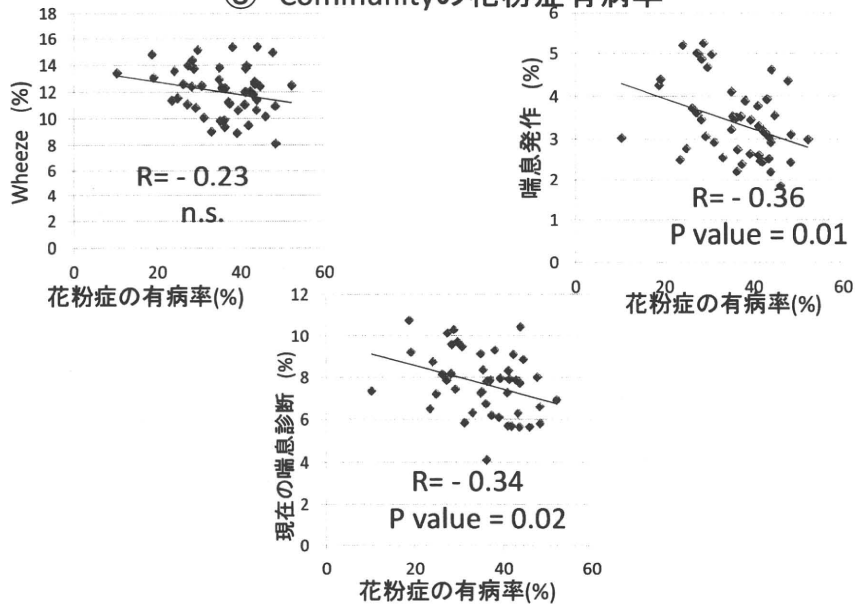 ③ Communityの花粉症有病率
18
16
14
12
10
8
6
4
2
0
Wheeze (%)
R= - 0.23
n.s.
0
20
40
60
花粉症の有病率(%)
6
5
4
3
2
1
0
喘息発作 (%)
R= - 0.36
P value = 0.01
0
20
40
60
花粉症の有病率(%)
12
10
8
6
4
2
0
現在の喘息診断 (%)
R= - 0.34
P value = 0.02
0
20
40
60
花粉症の有病率(%)